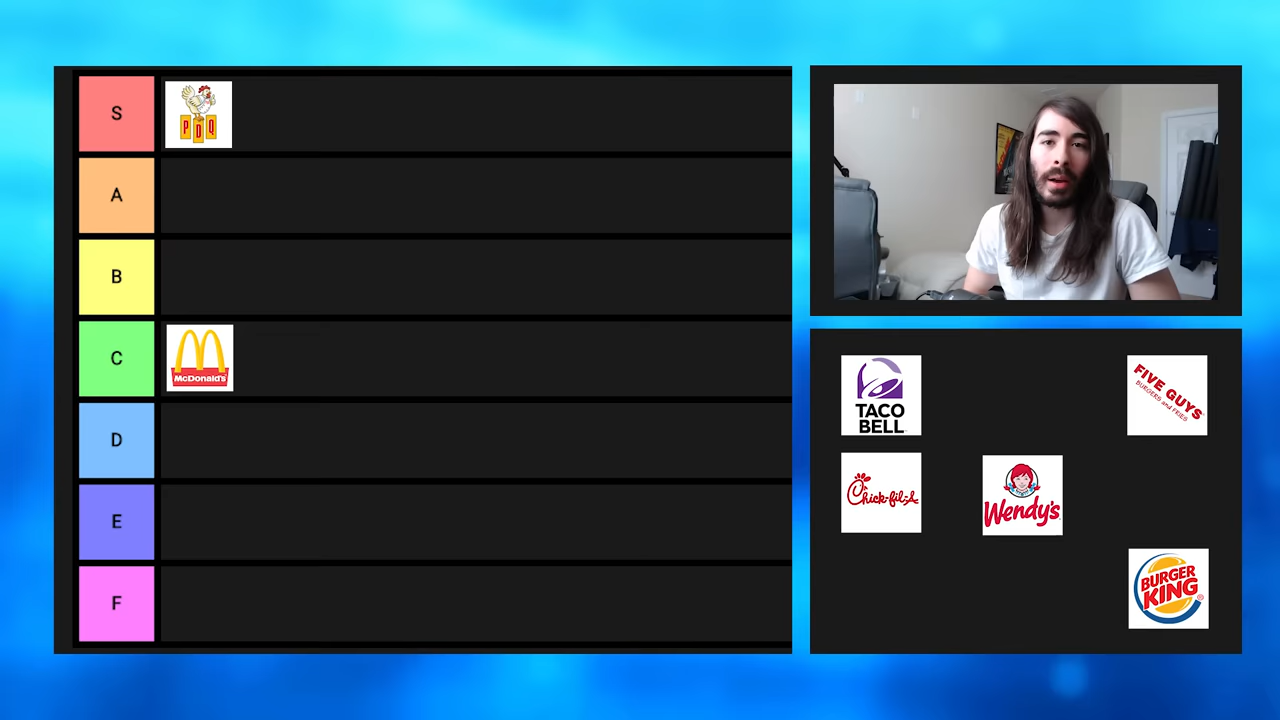 S
PDQ
A
B
C
McDonald's
D
E
F
TACO
BELL
FIVE GUYS
BURGERS and FRIES
Chick-fil-A
Wendy's
BURGER
KING
®